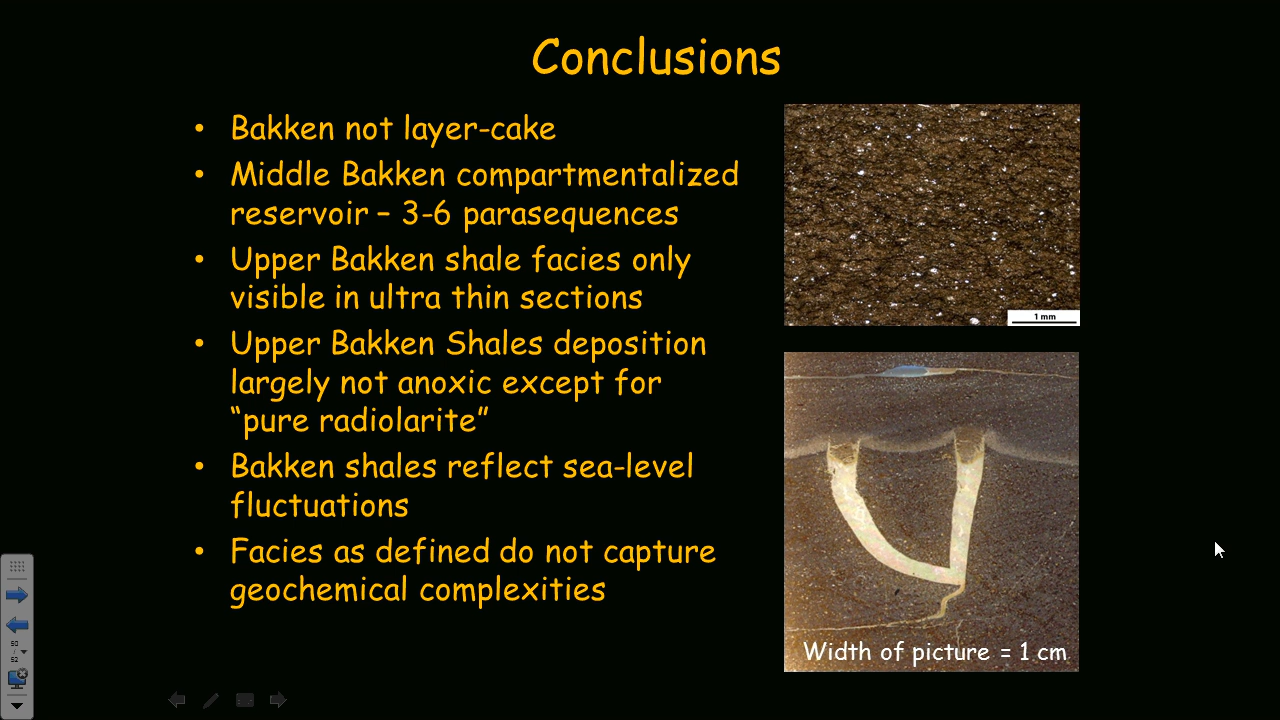 Conclusions
• Bakken not layer-cake
• Middle Bakken compartmentalized
reservoir – 3-6 parasequences
• Upper Bakken shale facies only
visible in ultra thin sections
• Upper Bakken Shales deposition
largely not anoxic except for
“pure radiolarite”
• Bakken shales reflect sea-level
fluctuations
• Facies as defined do not capture
geochemical complexities
1 mm
Width of picture = 1 cm
50
/
52